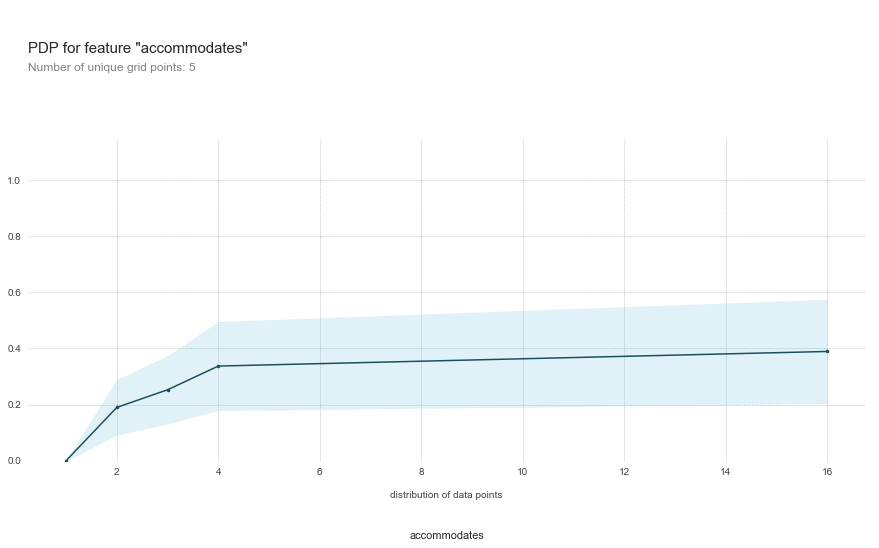 PDP for feature "accommodates"
Number of unique grid points: 5
1.0
0.8
0.6
0.4
0.2
0.0
2 4 6 8 10 12 14 16
distribution of data points
accommodates